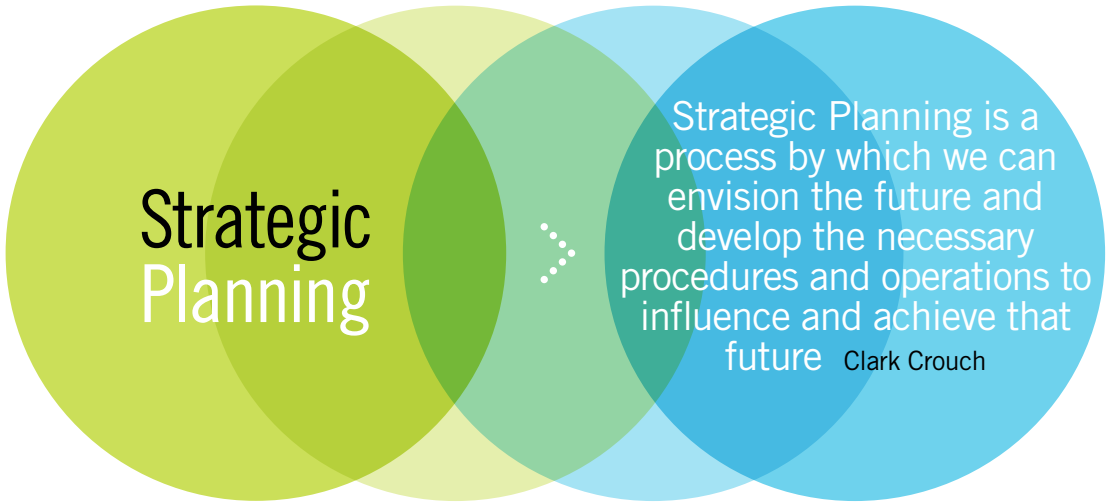 Strategic
Planning
Strategic Planning is a
process by which we can
envision the future and
develop the necessary
procedures and operations to
influence and achieve that
future Clark Crouch